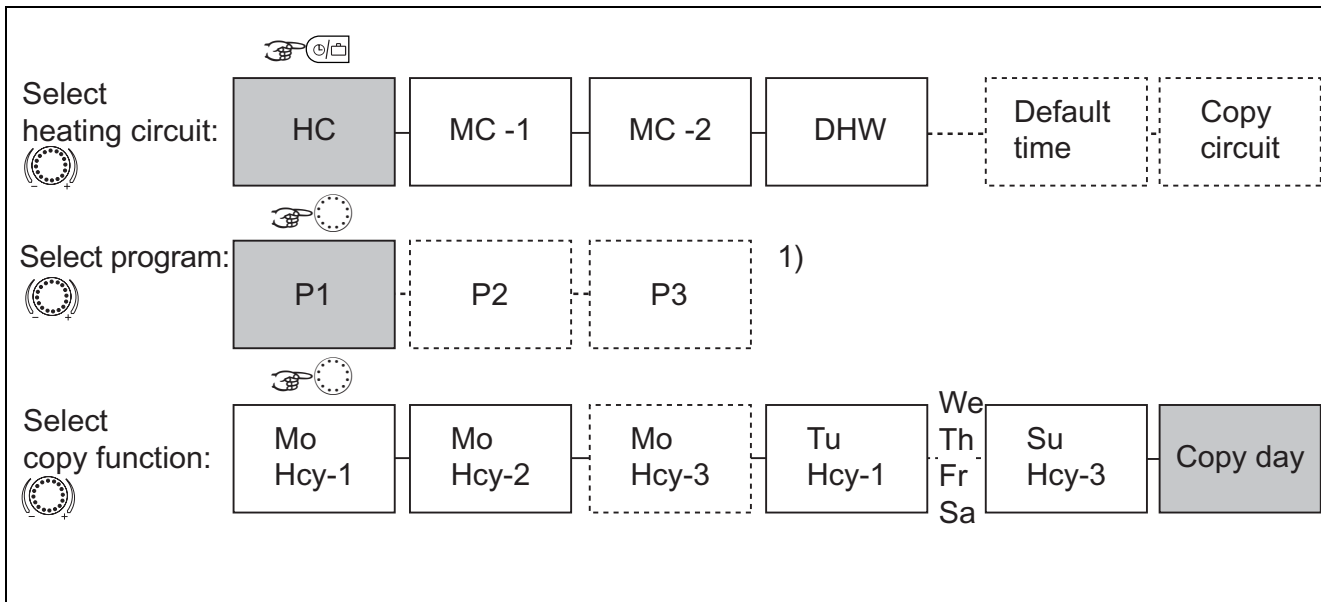 Select
heating circuit:
HC
MC -1
MC -2
DHW
Default
time
Copy
circuit
- +
Select program:
P1
P2
P3
1)
- +
Select
copy function:
Mo
Hcy-1
Mo
Hcy-2
Mo
Hcy-3
Tu
Hcy-1
We
Th
Fr
Sa
Su
Hcy-3
Copy day
- +